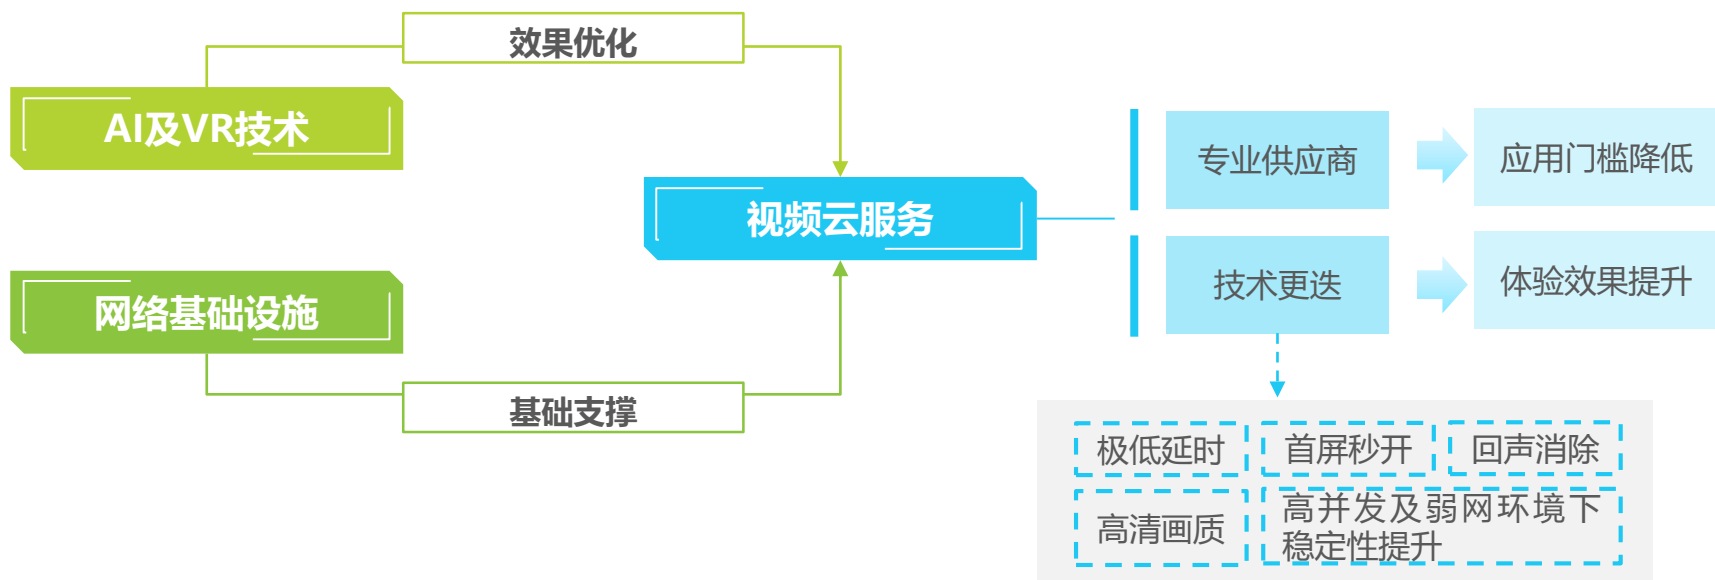 效果优化
AI及VR技术
视频云服务
网络基础设施
基础支撑
专业供应商
应用门槛降低
技术更迭
体验效果提升
极低延时
首屏秒开
回声消除
高清画质
高并发及弱网环境下
稳定性提升